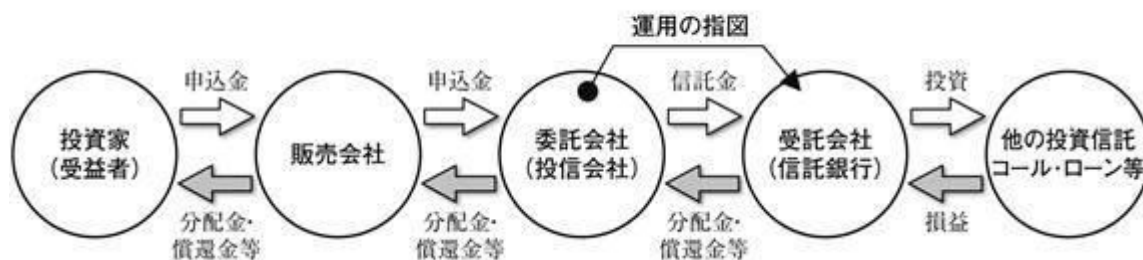 運用の指図
申込金
申込金
信託金
投資
投資家
(受益者)
販売会社
委託会社
(投信会社)
受託会社
(信託銀行)
他の投資信託
コール・ローン等
分配金・
償還金等
分配金・
償還金等
分配金・
償還金等
損益